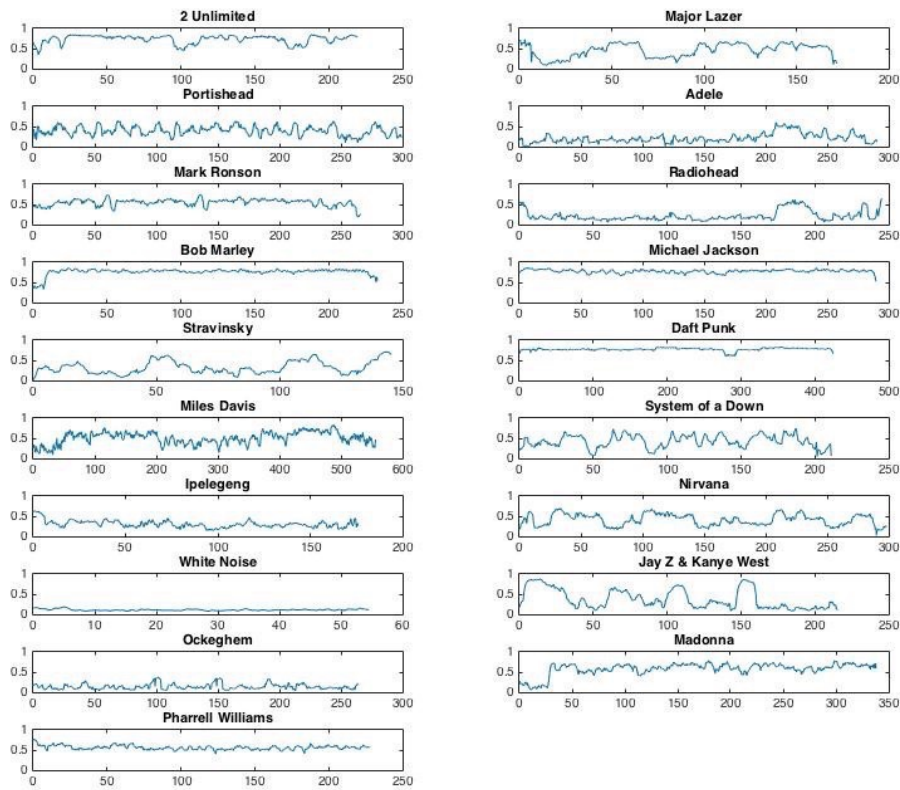 2 Unlimited
1
0.5
0
0 50 100 150 200 250
Portishead
1
0.5
0
0 50 100 150 200 250 300
Mark Ronson
1
0.5
0
0 50 100 150 200 250 300
Bob Marley
1
0.5
0
0 50 100 150 200 250
Stravinsky
1
0.5
0
0 50 100 150
Miles Davis
1
0.5
0
0 100 200 300 400 500 600
Ipelegeng
1
0.5
0
0 50 100 150 200
White Noise
1
0.5
0
0 10 20 30 40 50 60
Ockeghem
1
0.5
0
0 50 100 150 200 250 300
Pharrell Williams
1
0.5
0
0 50 100 150 200 250
Major Lazer
1
0.5
0
0 50 100 150 200
Adele
1
0.5
0
0 50 100 150 200 250 300
Radiohead
1
0.5
0
0 50 100 150 200 250
Michael Jackson
1
0.5
0
0 50 100 150 200 250 300
Daft Punk
1
0.5
0
0 100 200 300 400 500
System of a Down
1
0.5
0
0 50 100 150 200 250
Nirvana
1
0.5
0
0 50 100 150 200 250 300
Jay Z & Kanye West
1
0.5
0
0 50 100 150 200 250
Madonna
1
0.5
0
0 50 100 150 200 250 300 350